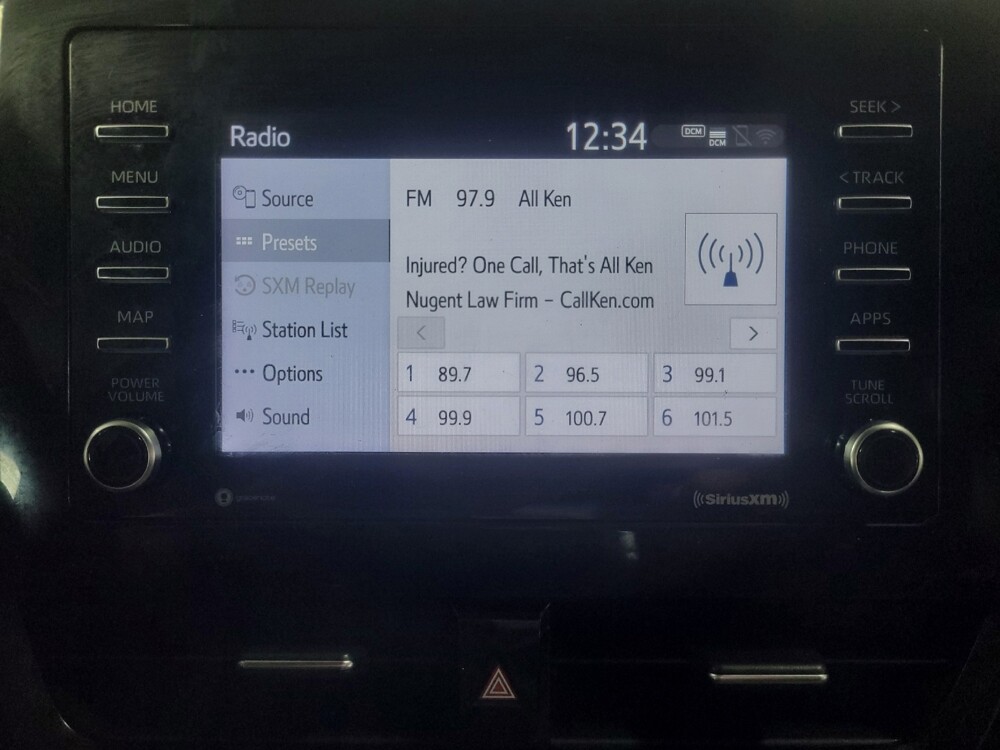 HOME
MENU
AUDIO
MAP
POWER
VOLUME
Radio
12:34
DCM
DCM
Source
Presets
SXM Replay
Station List
Options
Sound
FM 97.9 All Ken
Injured? One Call, That's All Ken
Nugent Law Firm – CallKen.com
<
>
1 89.7
2 96.5
3 99.1
4 99.9
5 100.7
6 101.5
SEEK >
< TRACK
PHONE
APPS
TUNE
SCROLL
gracenote
((SiriusXM))